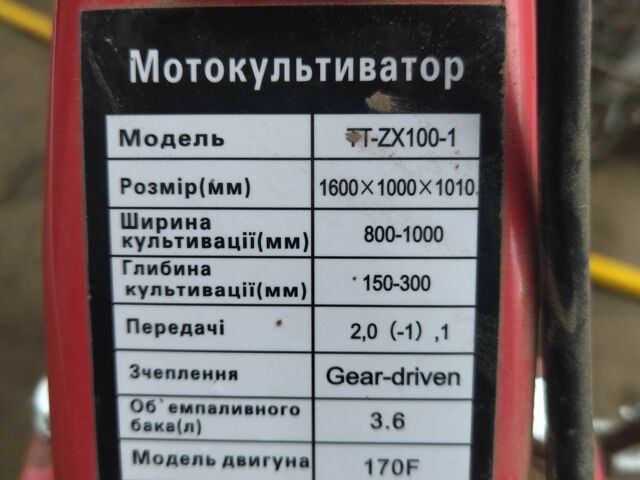 Мотокультиватор
Модель TT-ZX100-1
Розмір(мм) 1600×1000×1010
Ширина
культивації(мм) 800-1000
Глибина
культивації(мм) 150-300
Передачі 2,0 (-1) ,1
Зчеплення Gear-driven
Об`емпаливного
бака(л) 3.6
Модель двигуна 170F